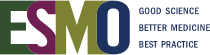 ESMO
GOOD SCIENCE
BETTER MEDICINE
BEST PRACTICE